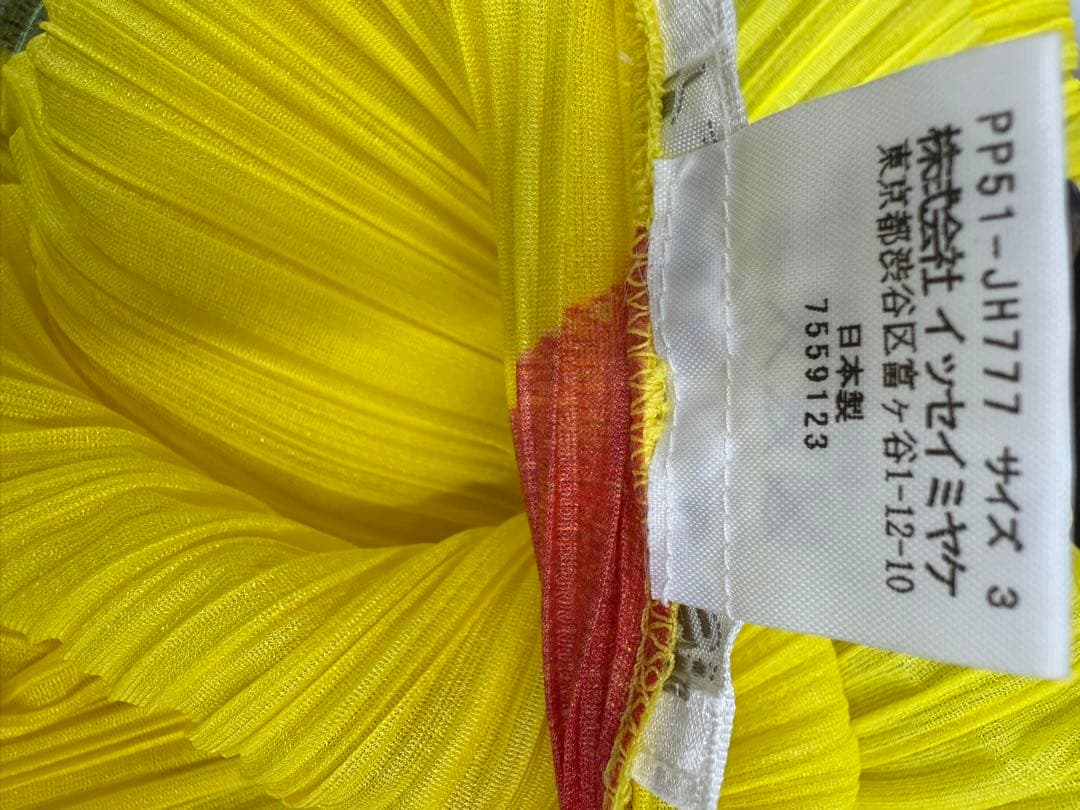 PP51-JH777 サイズ 3
株式会社イッセイミヤケ
東京都渋谷区富ヶ谷1-12-10
日本製
7559123